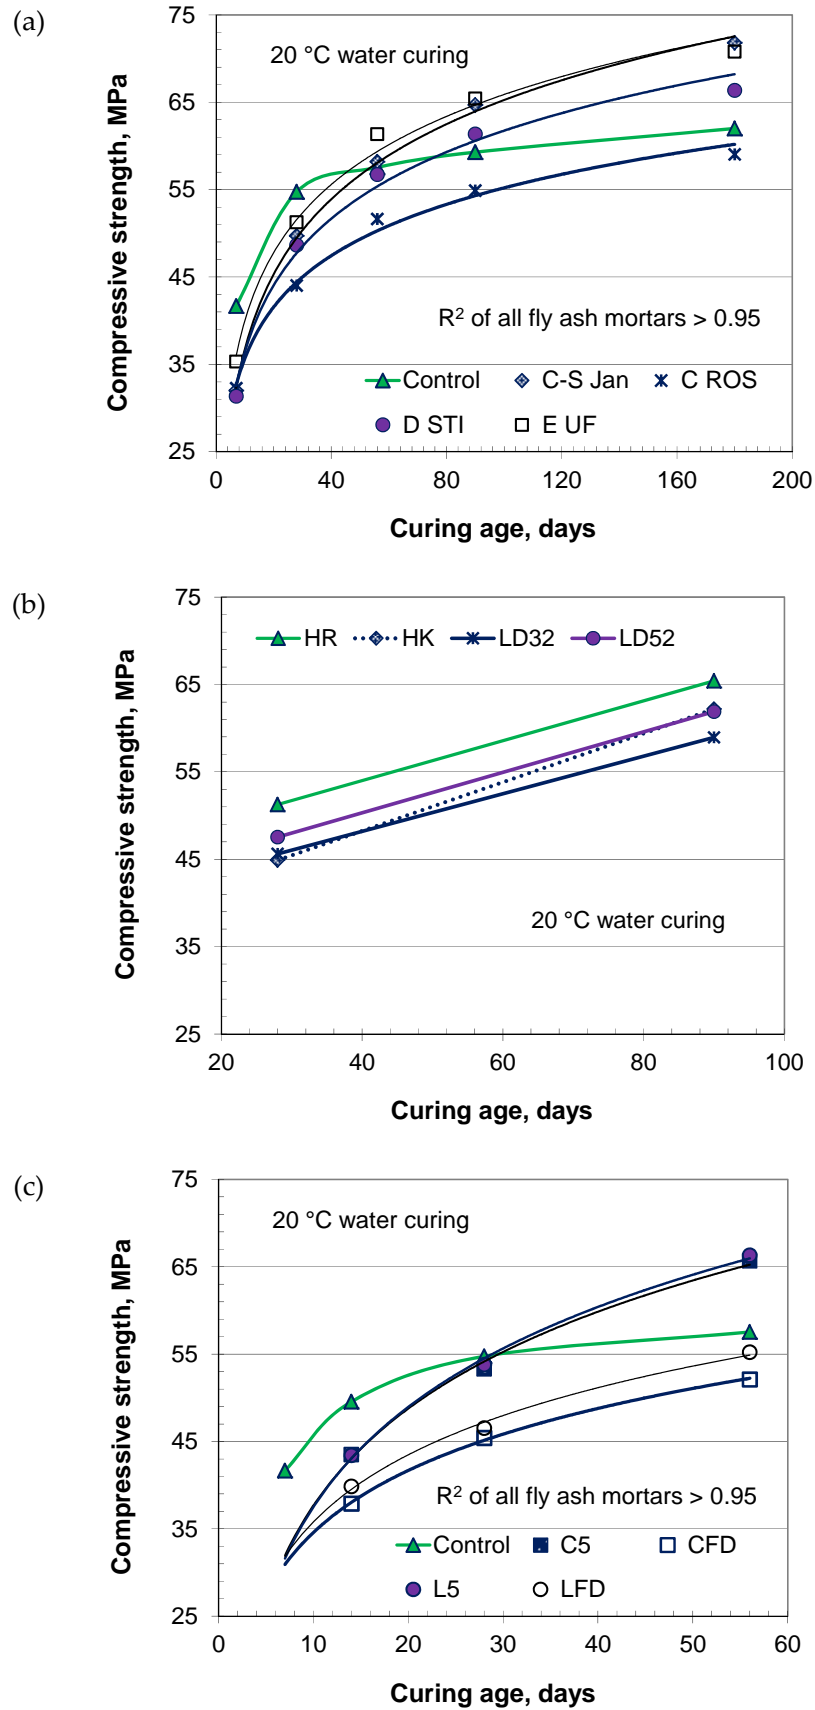 (a)
75
65
55
45
35
25
Compressive strength, MPa
20 °C water curing
R² of all fly ash mortars > 0.95
Control C-S Jan C ROS
D STI E UF
0 40 80 120 160 200
Curing age, days
(b)
75
65
55
45
35
25
Compressive strength, MPa
HR HK LD32 LD52
20 °C water curing
20 40 60 80 100
Curing age, days
(c)
75
65
55
45
35
25
Compressive strength, MPa
20 °C water curing
R² of all fly ash mortars > 0.95
Control C5 CFD
L5 LFD
0 10 20 30 40 50 60
Curing age, days